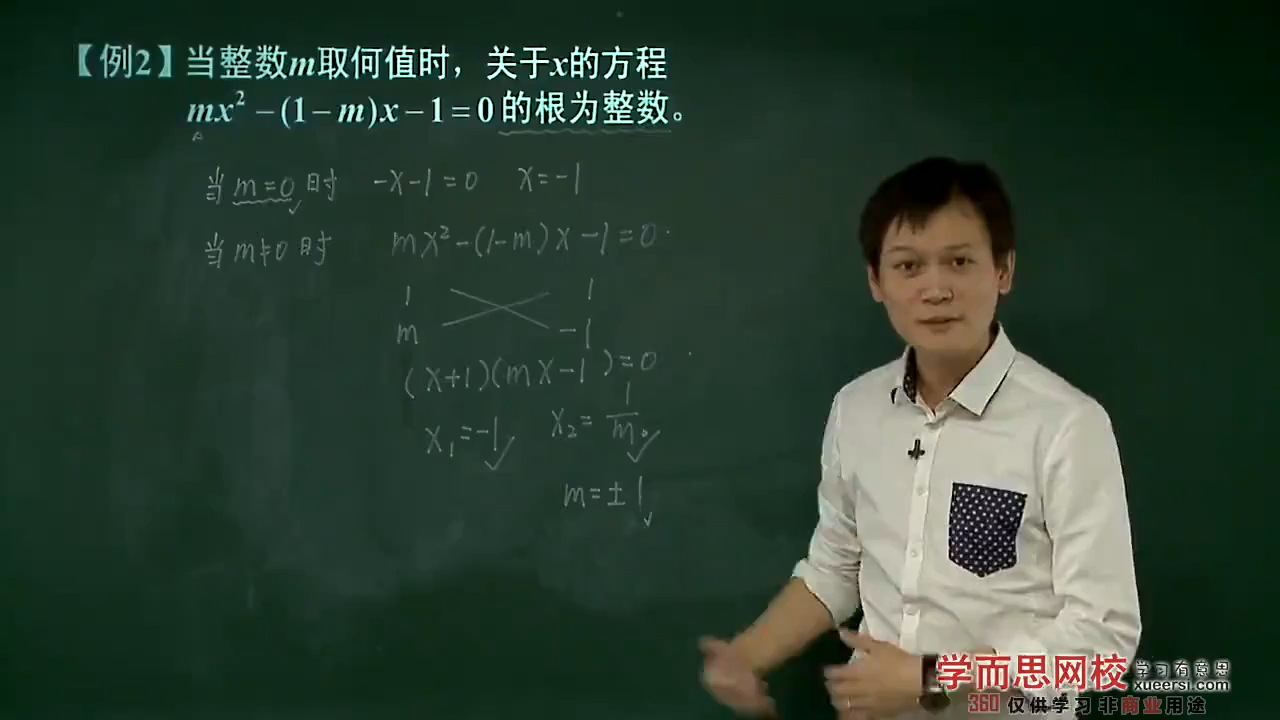 【例2】当整数m取何值时，关于x的方程
mx²-(1-m)x-1=0的根为整数。
当m=0时 -x-1=0 x=-1
当m≠0时 mx²-(1-m)x-1=0
1 1
m -1
(x+1)(mx-1)=0
x₁=-1 x₂=1/m
m=±1
学而思网校 学习有意思
xueersi.com
360 仅供学习 非商业用途